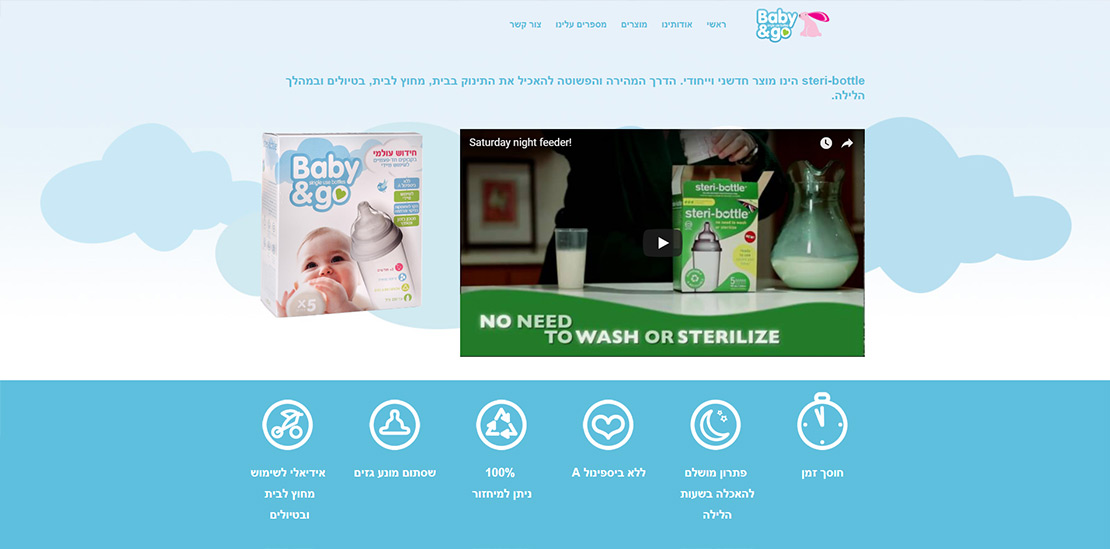 Baby
&go
ראשי
אודותינו
מוצרים
מספרים עלינו
צור קשר
steri-bottle הינו מוצר חדשני וייחודי. הדרך המהירה והפשוטה להאכיל את התינוק בבית, מחוץ לבית, בטיולים ובמהלך
הלילה.
Saturday night feeder!
steri-bottle
steri-bottle
NO NEED
TO WASH OR STERILIZE
חידוש עולמי
Baby
&go
single use bottles
X5
חוסך זמן
פתרון מושלם
להאכלה בשעות
הלילה
ללא ביספינול A
100%
ניתן למיחזור
שסתום מונע גזים
אידיאלי לשימוש
מחוץ לבית
ובטיולים